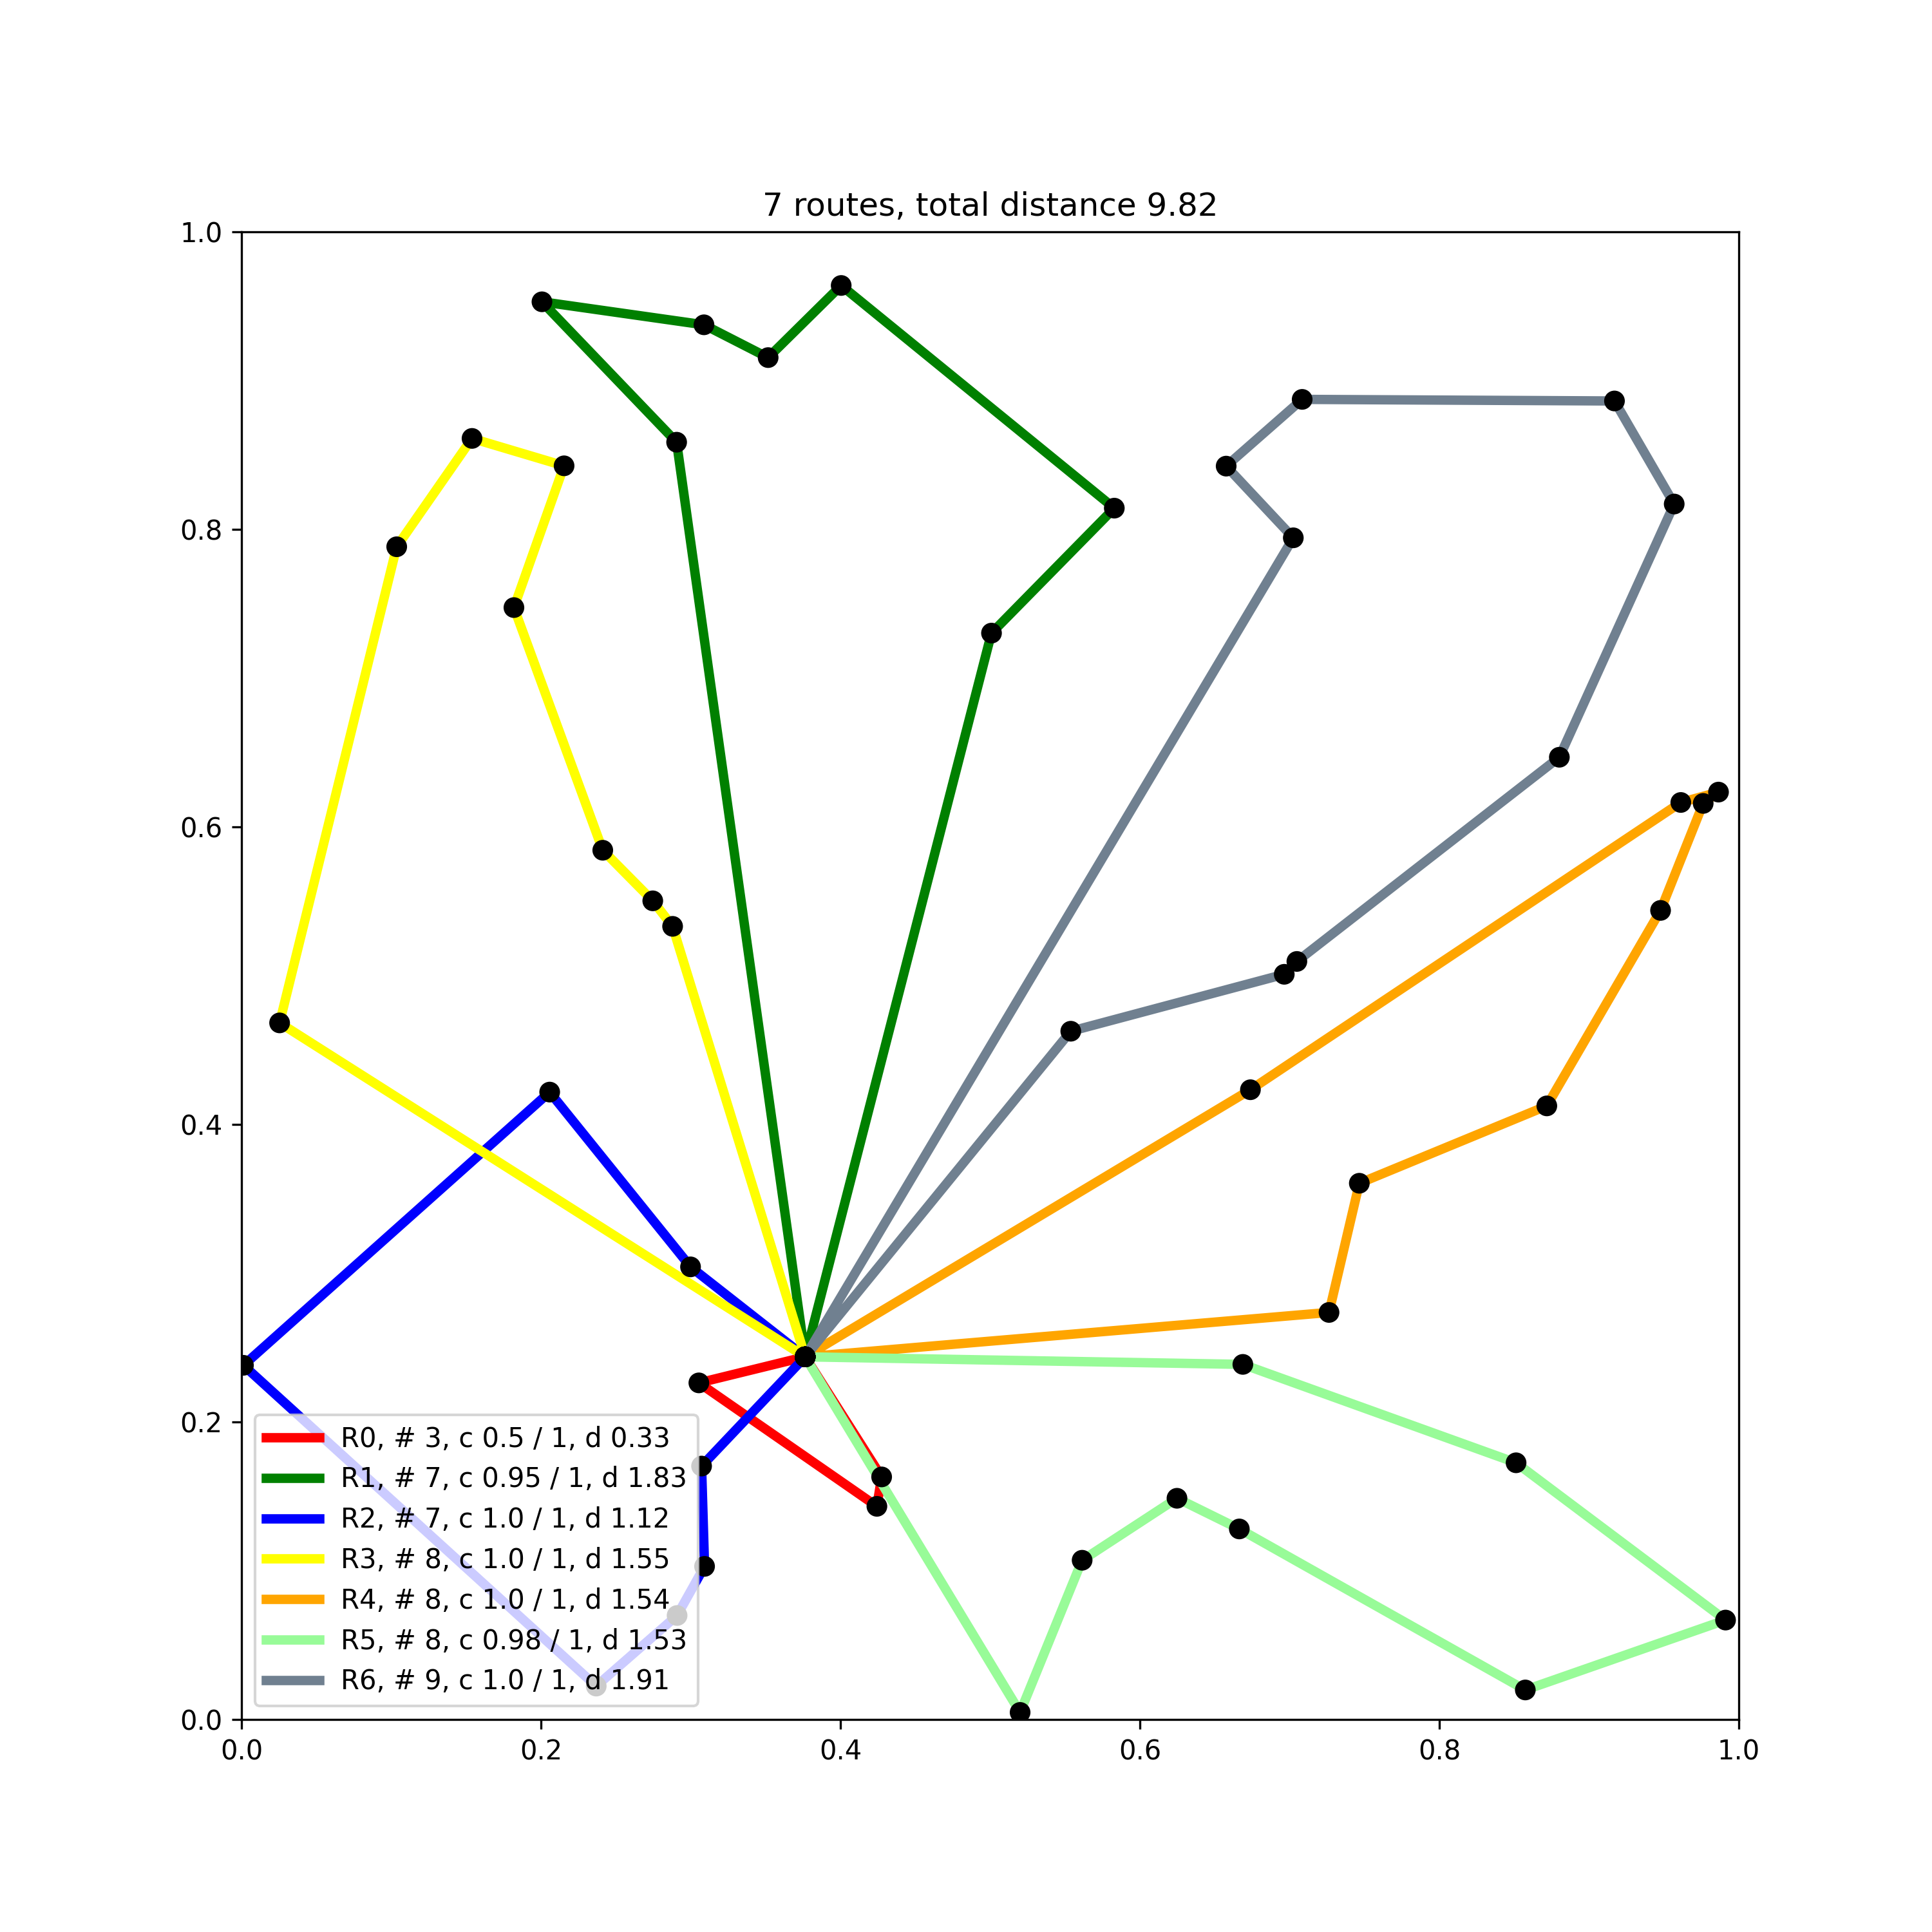 7 routes, total distance 9.82
1.0
0.8
0.6
0.4
0.2
0.0
R0, # 3, c 0.5 / 1, d 0.33
R1, # 7, c 0.95 / 1, d 1.83
R2, # 7, c 1.0 / 1, d 1.12
R3, # 8, c 1.0 / 1, d 1.55
R4, # 8, c 1.0 / 1, d 1.54
R5, # 8, c 0.98 / 1, d 1.53
R6, # 9, c 1.0 / 1, d 1.91
0.0 0.2 0.4 0.6 0.8 1.0